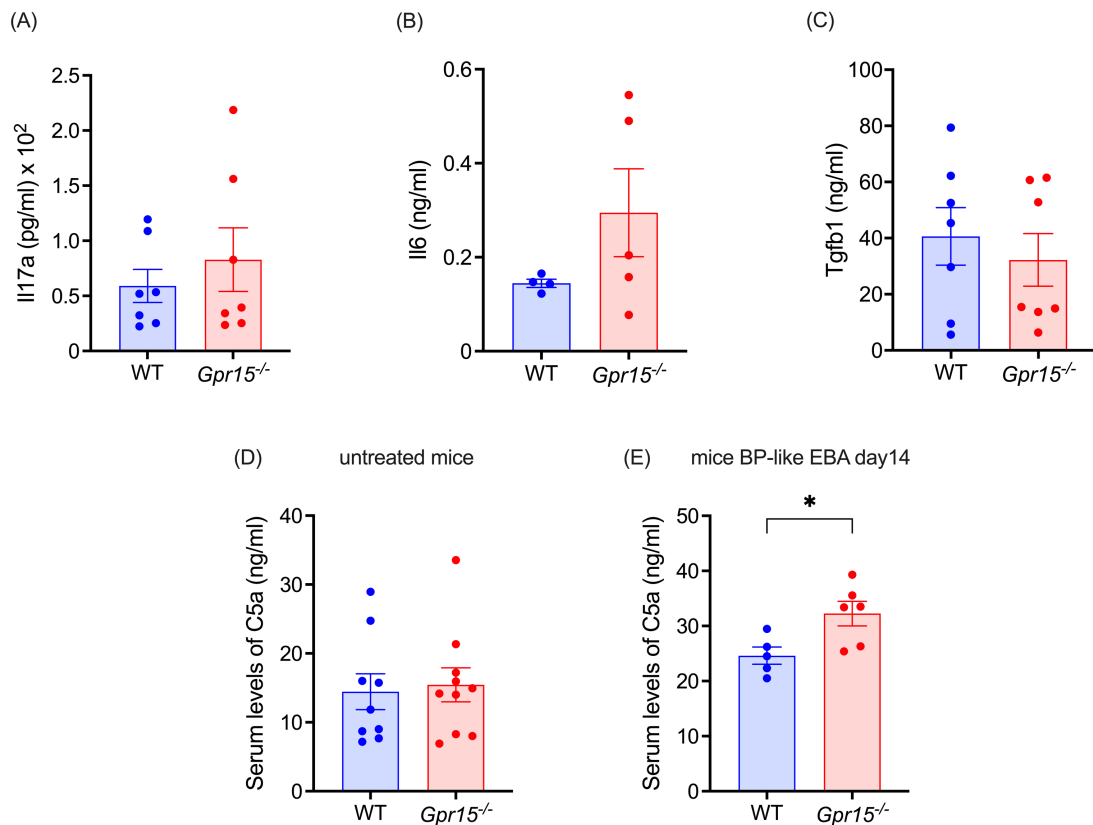 (A)
Il17a (pg/ml) x 10²
2.5
2.0
1.5
1.0
0.5
0
WT
Gpr15-/-
(B)
Il6 (ng/ml)
0.6
0.4
0.2
0
WT
Gpr15-/-
(C)
Tgfb1 (ng/ml)
100
80
60
40
20
0
WT
Gpr15-/-
(D)
untreated mice
Serum levels of C5a (ng/ml)
40
30
20
10
0
WT
Gpr15-/-
(E)
mice BP-like EBA day14
Serum levels of C5a (ng/ml)
50
40
30
20
10
0
*
WT
Gpr15-/-